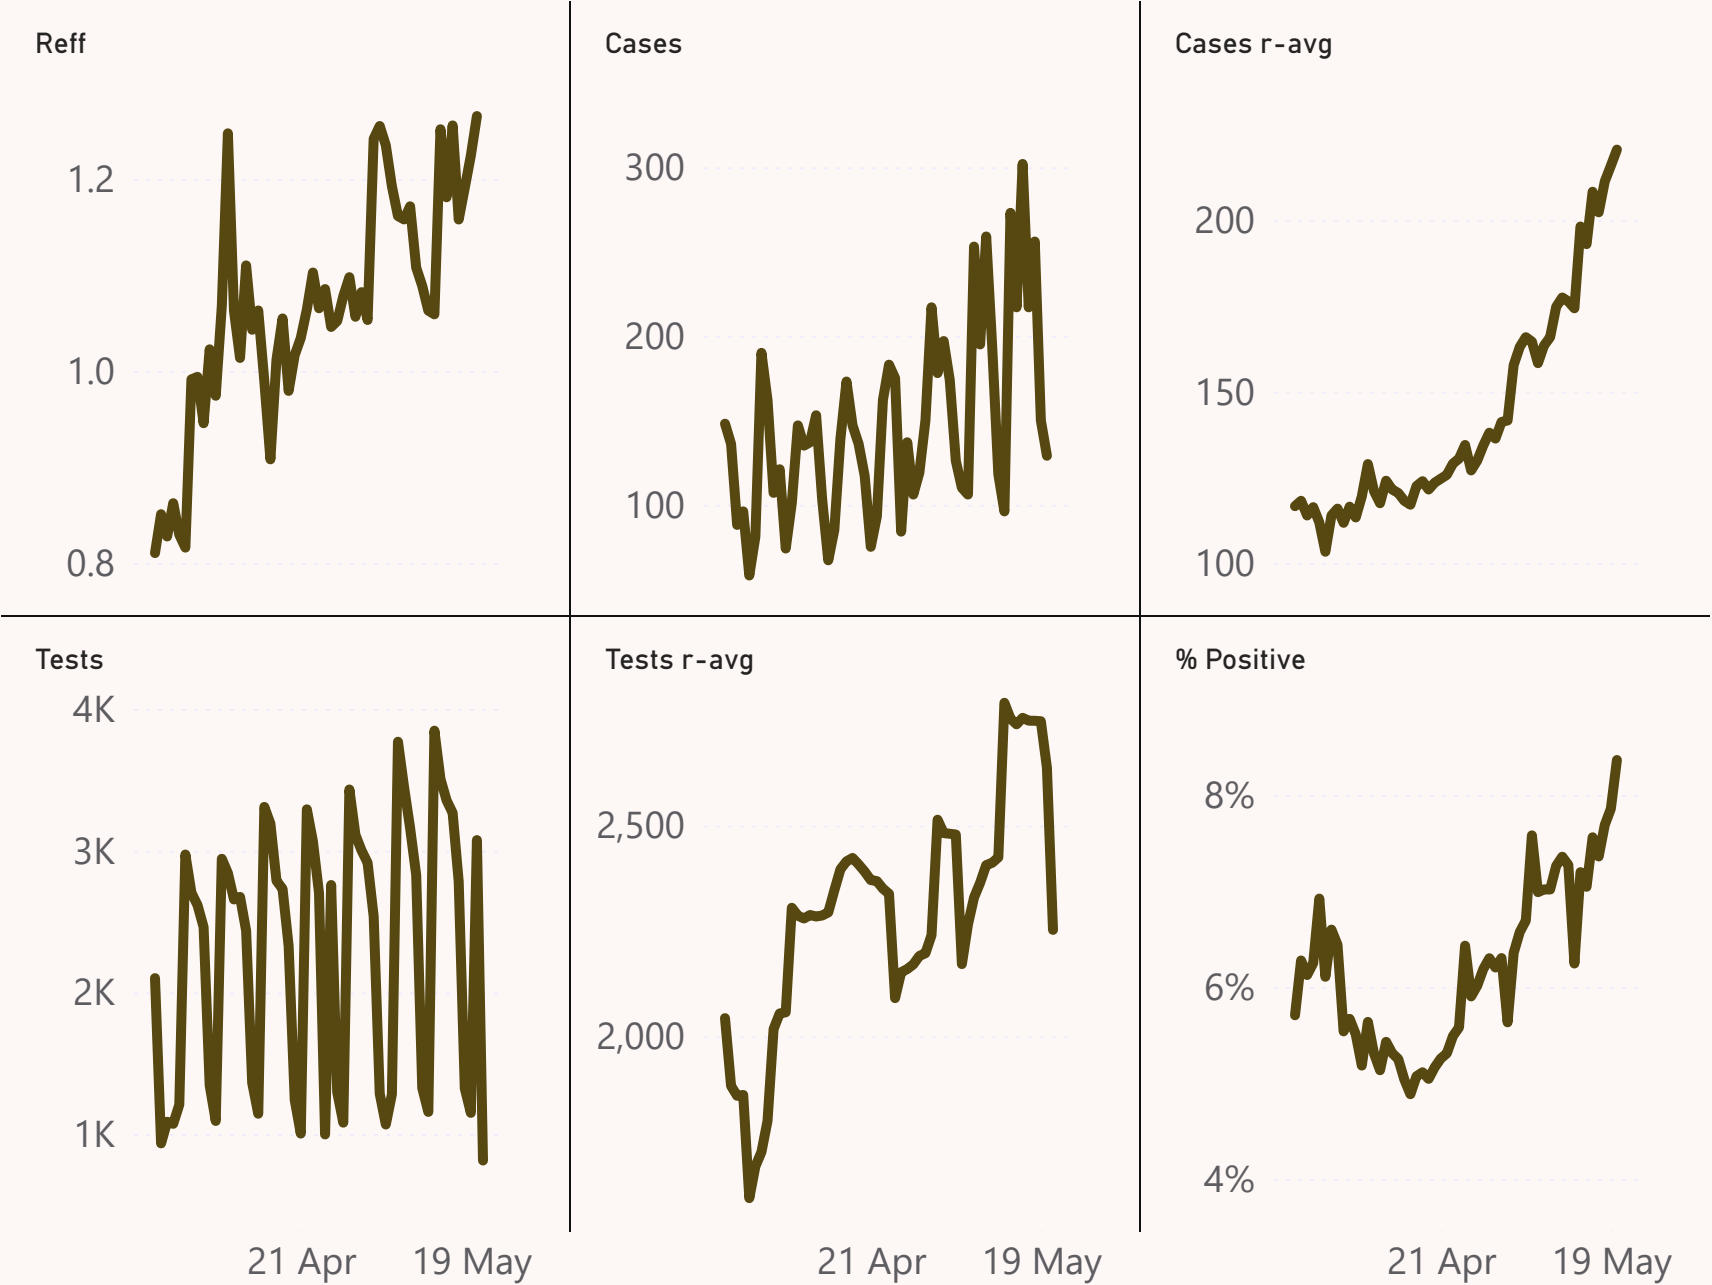 Reff
1.2
1.0
0.8
Cases
300
200
100
Cases r-avg
200
150
100
Tests
4K
3K
2K
1K
21 Apr
19 May
Tests r-avg
2,500
2,000
21 Apr
19 May
% Positive
8%
6%
4%
21 Apr
19 May